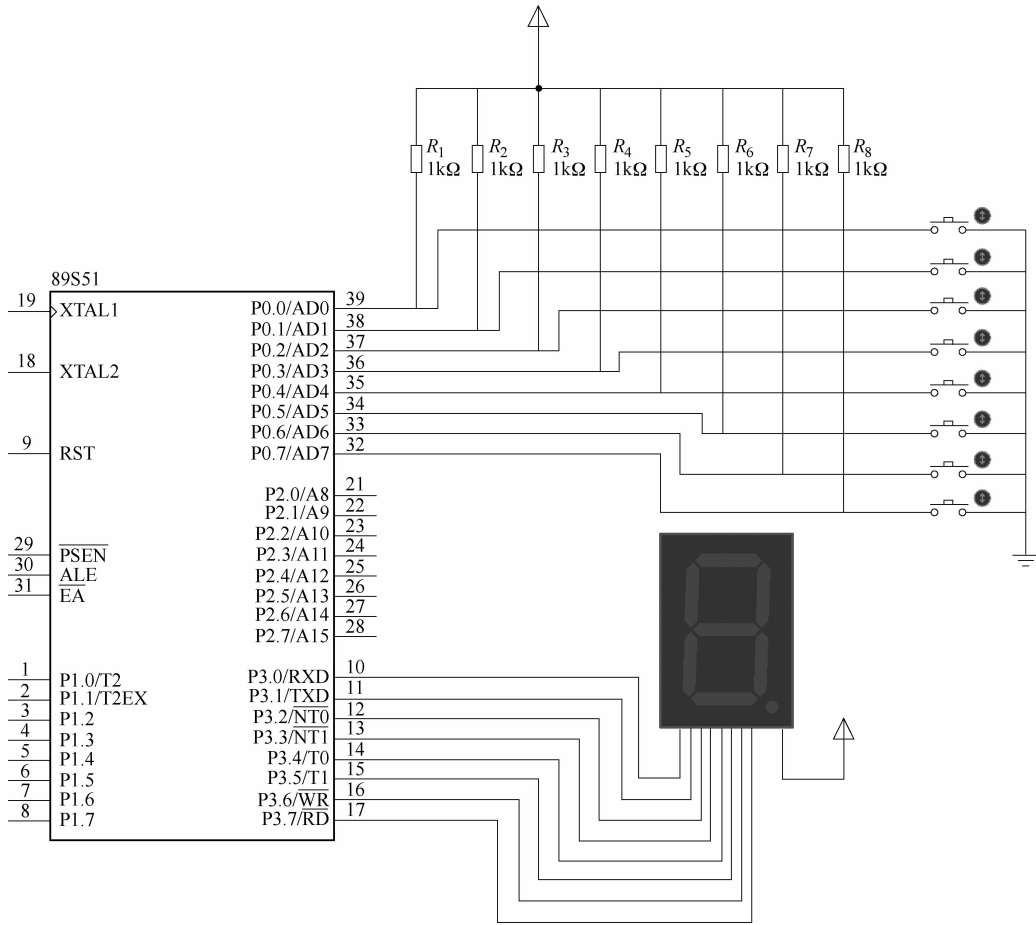 R1 R2 R3 R4 R5 R6 R7 R8
1kΩ 1kΩ 1kΩ 1kΩ 1kΩ 1kΩ 1kΩ 1kΩ
89S51
19 XTAL1
18 XTAL2
9 RST
29 PSEN
30 ALE
31 EA
1 P1.0/T2
2 P1.1/T2EX
3 P1.2
4 P1.3
5 P1.4
6 P1.5
7 P1.6
8 P1.7
P0.0/AD0 39
P0.1/AD1 38
P0.2/AD2 37
P0.3/AD3 36
P0.4/AD4 35
P0.5/AD5 34
P0.6/AD6 33
P0.7/AD7 32
P2.0/A8 21
P2.1/A9 22
P2.2/A10 23
P2.3/A11 24
P2.4/A12 25
P2.5/A13 26
P2.6/A14 27
P2.7/A15 28
P3.0/RXD 10
P3.1/TXD 11
P3.2/NT0 12
P3.3/NT1 13
P3.4/T0 14
P3.5/T1 15
P3.6/WR 16
P3.7/RD 17